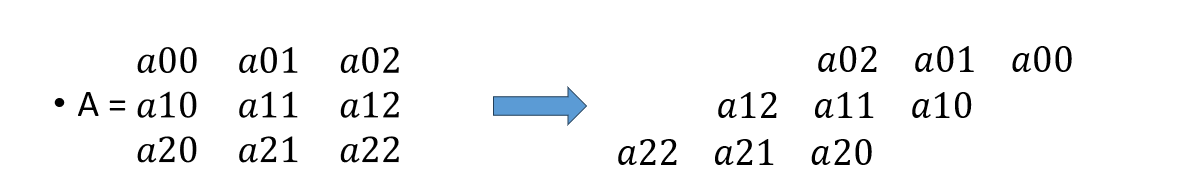 a00 a01 a02 a02 a01 a00
• A = a10 a11 a12 a12 a11 a10
a20 a21 a22 a22 a21 a20